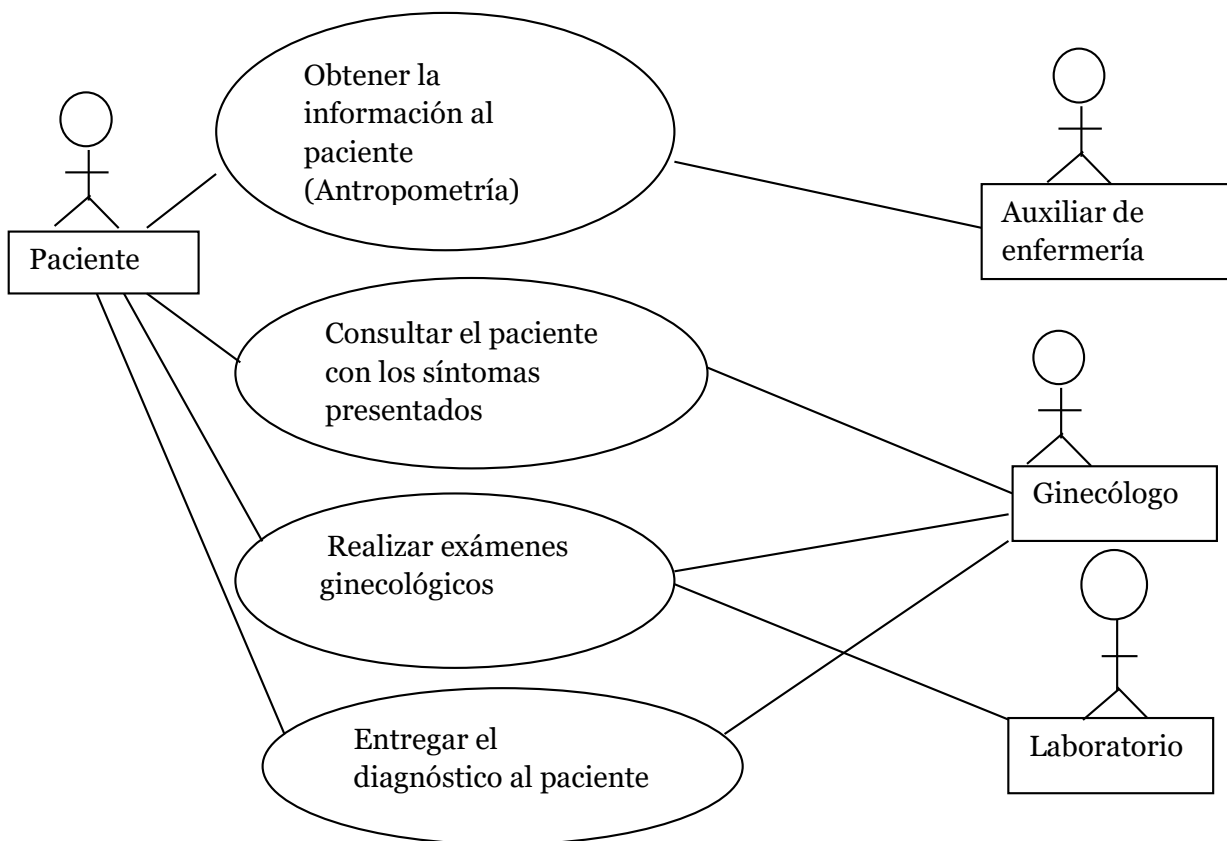 Obtener la
información al
paciente
(Antropometría)
Paciente
Auxiliar de
enfermería
Consultar el paciente
con los síntomas
presentados
Ginecólogo
Realizar exámenes
ginecológicos
Entregar el
diagnóstico al paciente
Laboratorio